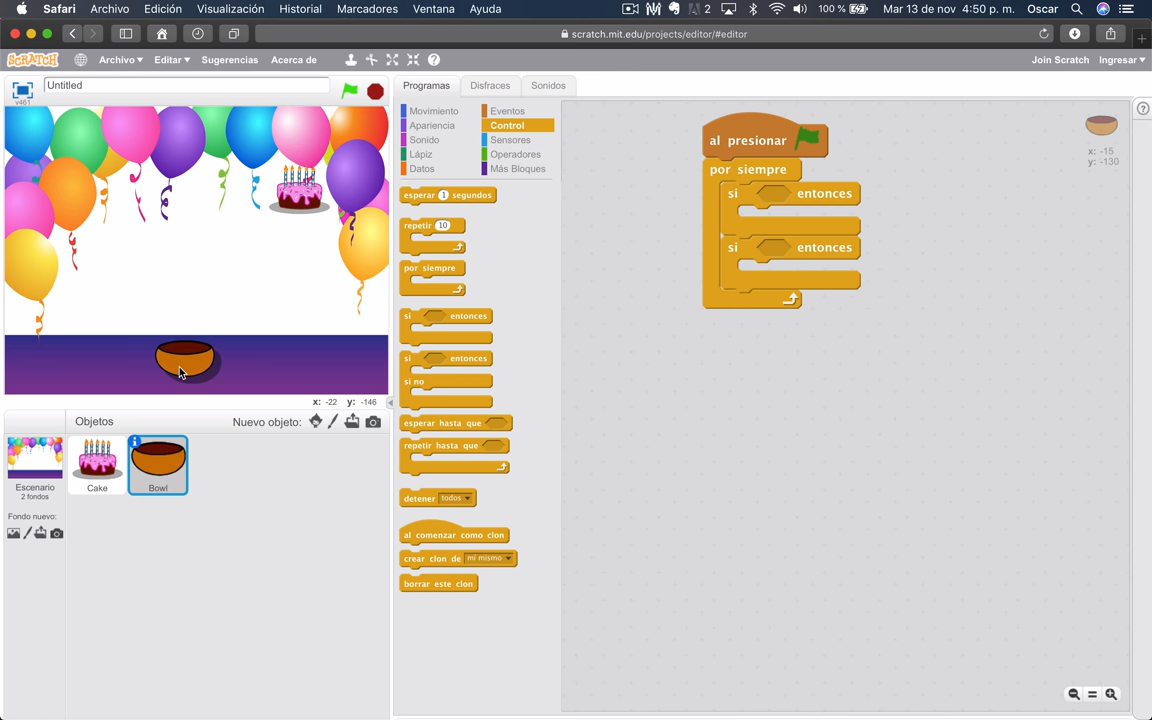 Safari Archivo Edición Visualización Historial Marcadores Ventana Ayuda 2 100 % Mar 13 de nov 4:50 p. m. Oscar
scratch.mit.edu/projects/editor/#editor
SCRATCH Archivo Editar Sugerencias Acerca de Join Scratch Ingresar
v461 Untitled
Programas Disfraces Sonidos
Movimiento Eventos
Apariencia Control
Sonido Sensores
Lápiz Operadores
Datos Más Bloques
esperar 1 segundos
repetir 10
por siempre
si entonces
si entonces
si no
esperar hasta que
repetir hasta que
detener todos
al comenzar como clon
crear clon de mi mismo
borrar este clon
al presionar
por siempre
si entonces
si entonces
x: -15
y: -130
x: -22 y: -146
Objetos Nuevo objeto:
Escenario
2 fondos
Fondo nuevo:
Cake
Bowl